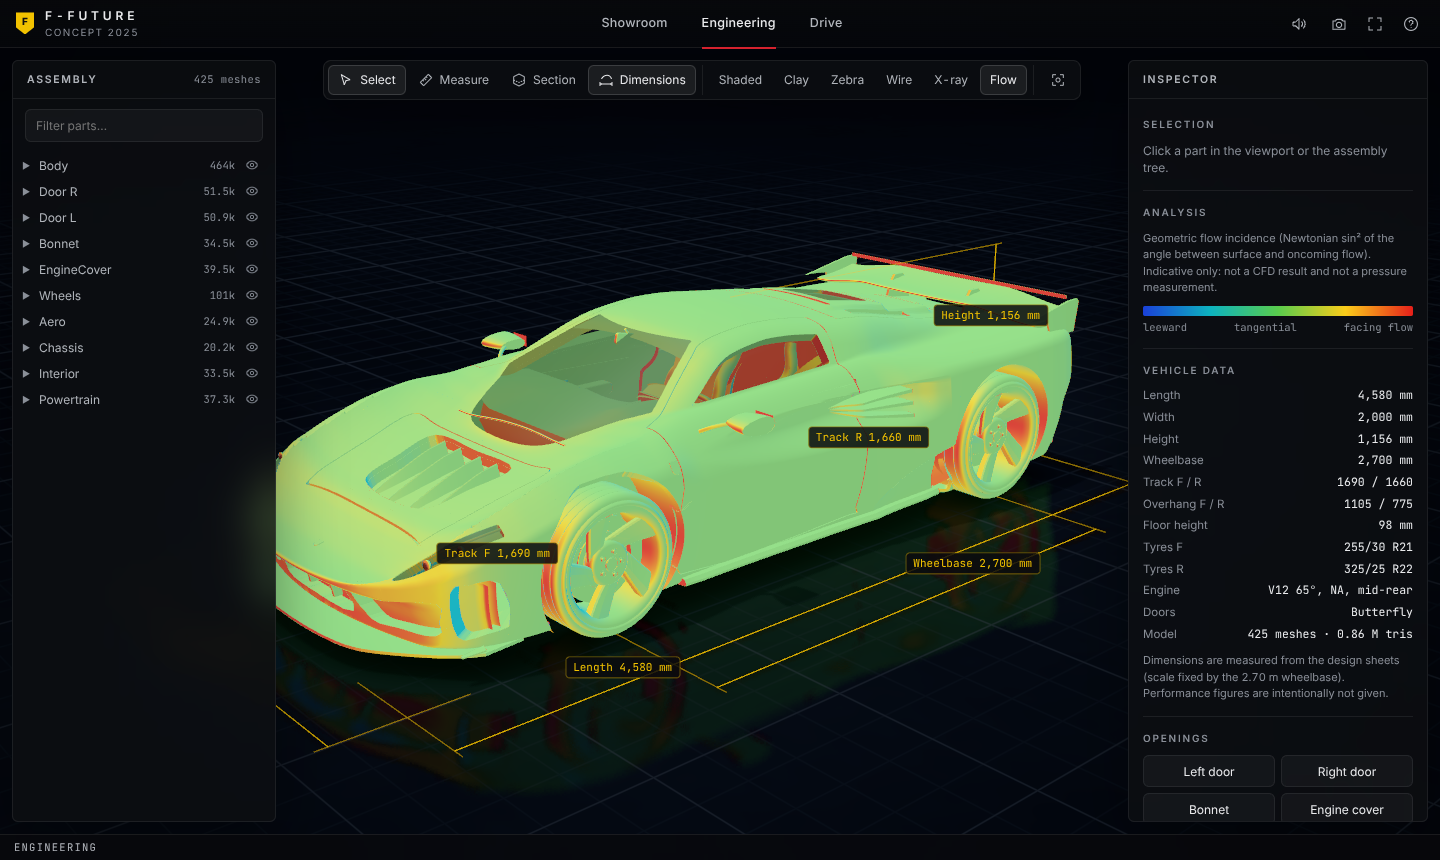 F
F-FUTURE
CONCEPT 2025
Showroom
Engineering
Drive
ASSEMBLY
425 meshes
Filter parts...
Body 464k
Door R 51.5k
Door L 50.9k
Bonnet 34.5k
EngineCover 39.5k
Wheels 101k
Aero 24.9k
Chassis 20.2k
Interior 33.5k
Powertrain 37.3k
Select
Measure
Section
Dimensions
Shaded
Clay
Zebra
Wire
X-ray
Flow
Height 1,156 mm
Track R 1,660 mm
Track F 1,690 mm
Wheelbase 2,700 mm
Length 4,580 mm
INSPECTOR
SELECTION
Click a part in the viewport or the assembly
tree.
ANALYSIS
Geometric flow incidence (Newtonian sin² of the
angle between surface and oncoming flow).
Indicative only: not a CFD result and not a pressure
measurement.
leeward tangential facing flow
VEHICLE DATA
Length 4,580 mm
Width 2,000 mm
Height 1,156 mm
Wheelbase 2,700 mm
Track F / R 1690 / 1660
Overhang F / R 1105 / 775
Floor height 98 mm
Tyres F 255/30 R21
Tyres R 325/25 R22
Engine V12 65°, NA, mid-rear
Doors Butterfly
Model 425 meshes · 0.86 M tris
Dimensions are measured from the design sheets
(scale fixed by the 2.70 m wheelbase).
Performance figures are intentionally not given.
OPENINGS
Left door
Right door
Bonnet
Engine cover
ENGINEERING